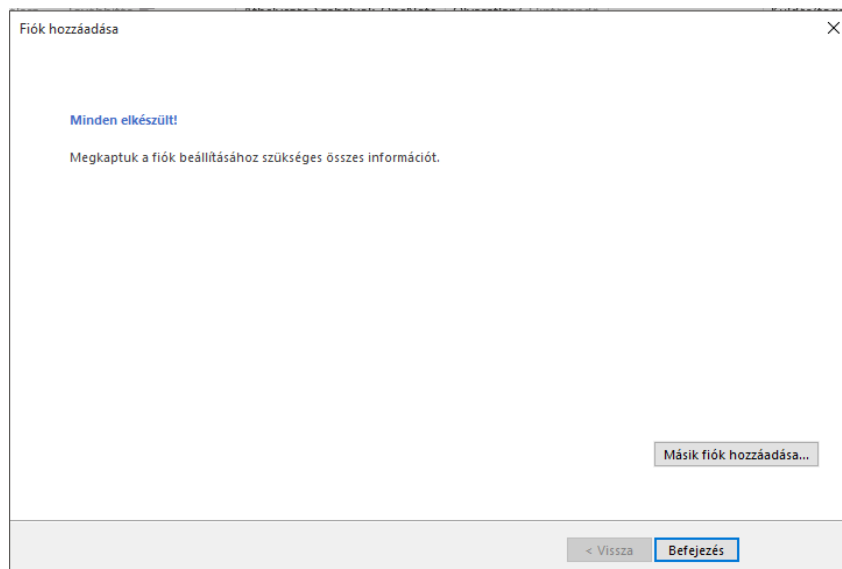 Fiók hozzáadása
Minden elkészült!
Megkaptuk a fiók beállításához szükséges összes információt.
Másik fiók hozzáadása...
< Vissza
Befejezés